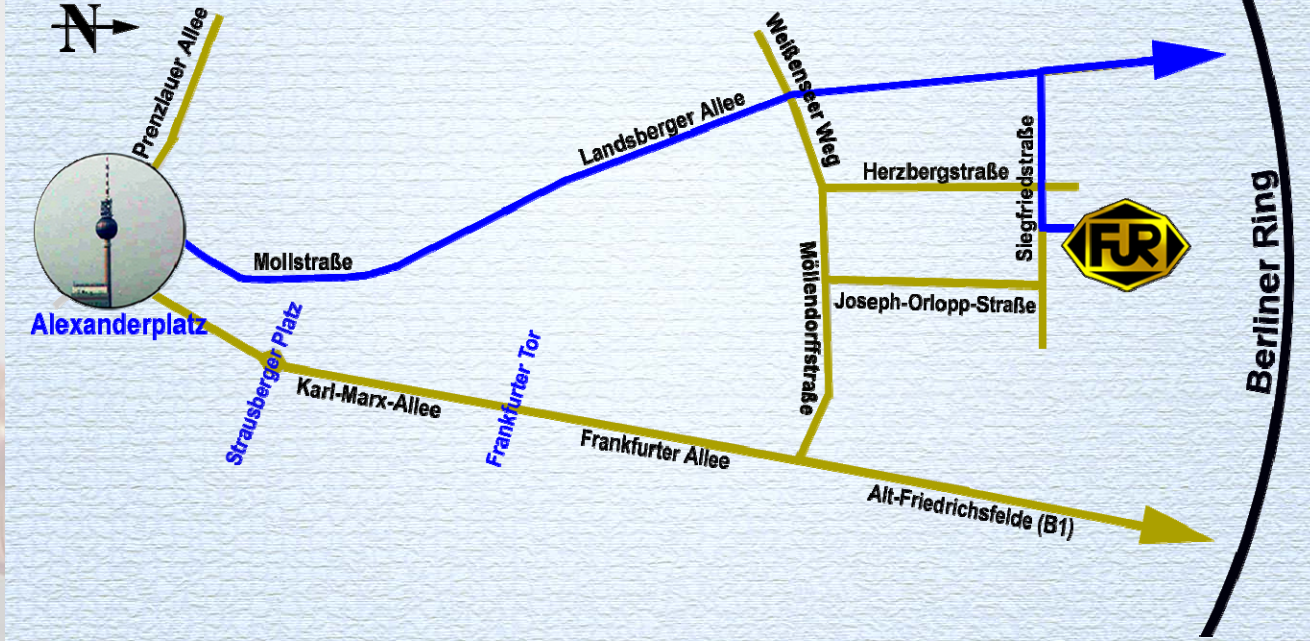 N
Prenzlauer Allee
Weißenseer Weg
Landsberger Allee
Herzbergstraße
Siegfriedstraße
FUR
Mollstraße
Möllendorffstraße
Joseph-Orlopp-Straße
Berliner Ring
Alexanderplatz
Strausberger Platz
Karl-Marx-Allee
Frankfurter Tor
Frankfurter Allee
Alt-Friedrichsfelde (B1)